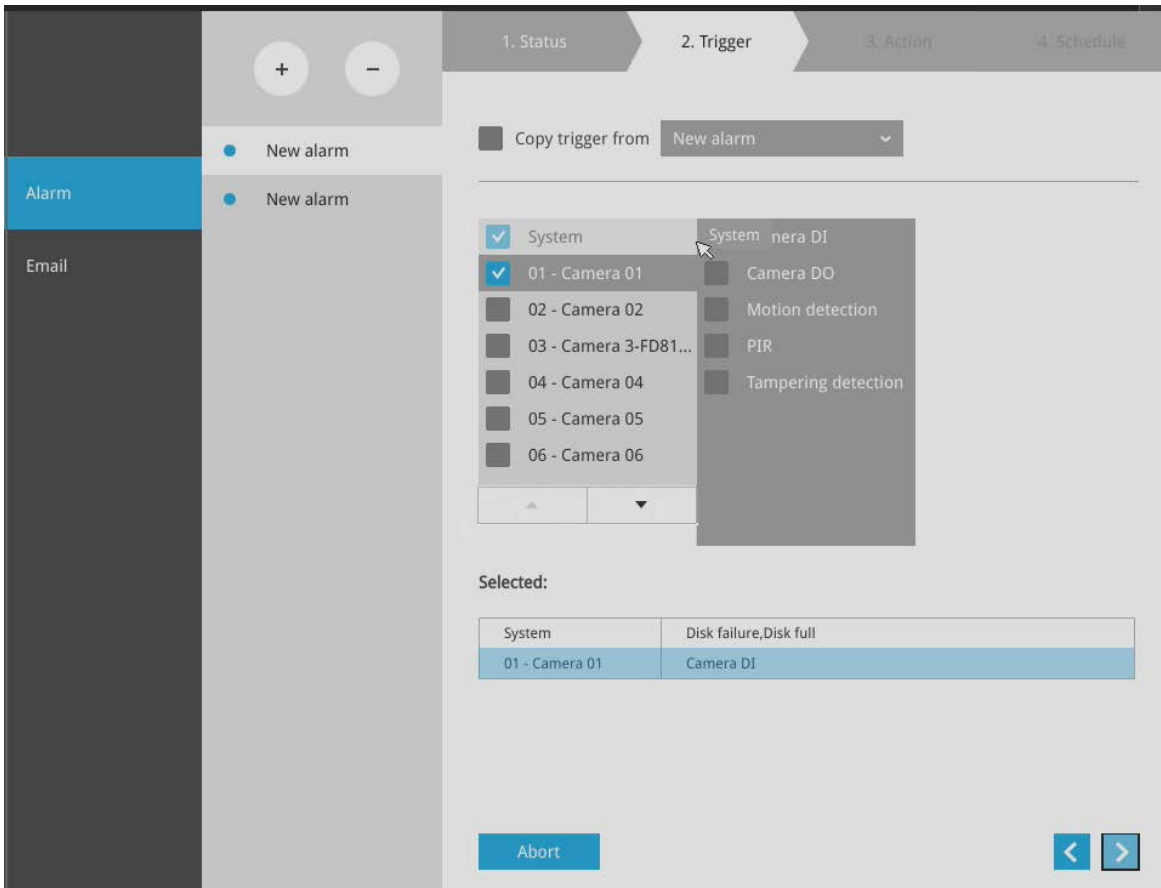 1. Status
2. Trigger
3. Action
4. Schedule
+
−
Copy trigger from
New alarm
New alarm
New alarm
Alarm
Email
System
01 - Camera 01
02 - Camera 02
03 - Camera 3-FD81...
04 - Camera 04
05 - Camera 05
06 - Camera 06
System nera DI
Camera DO
Motion detection
PIR
Tampering detection
Selected:
System Disk failure,Disk full
01 - Camera 01 Camera DI
Abort